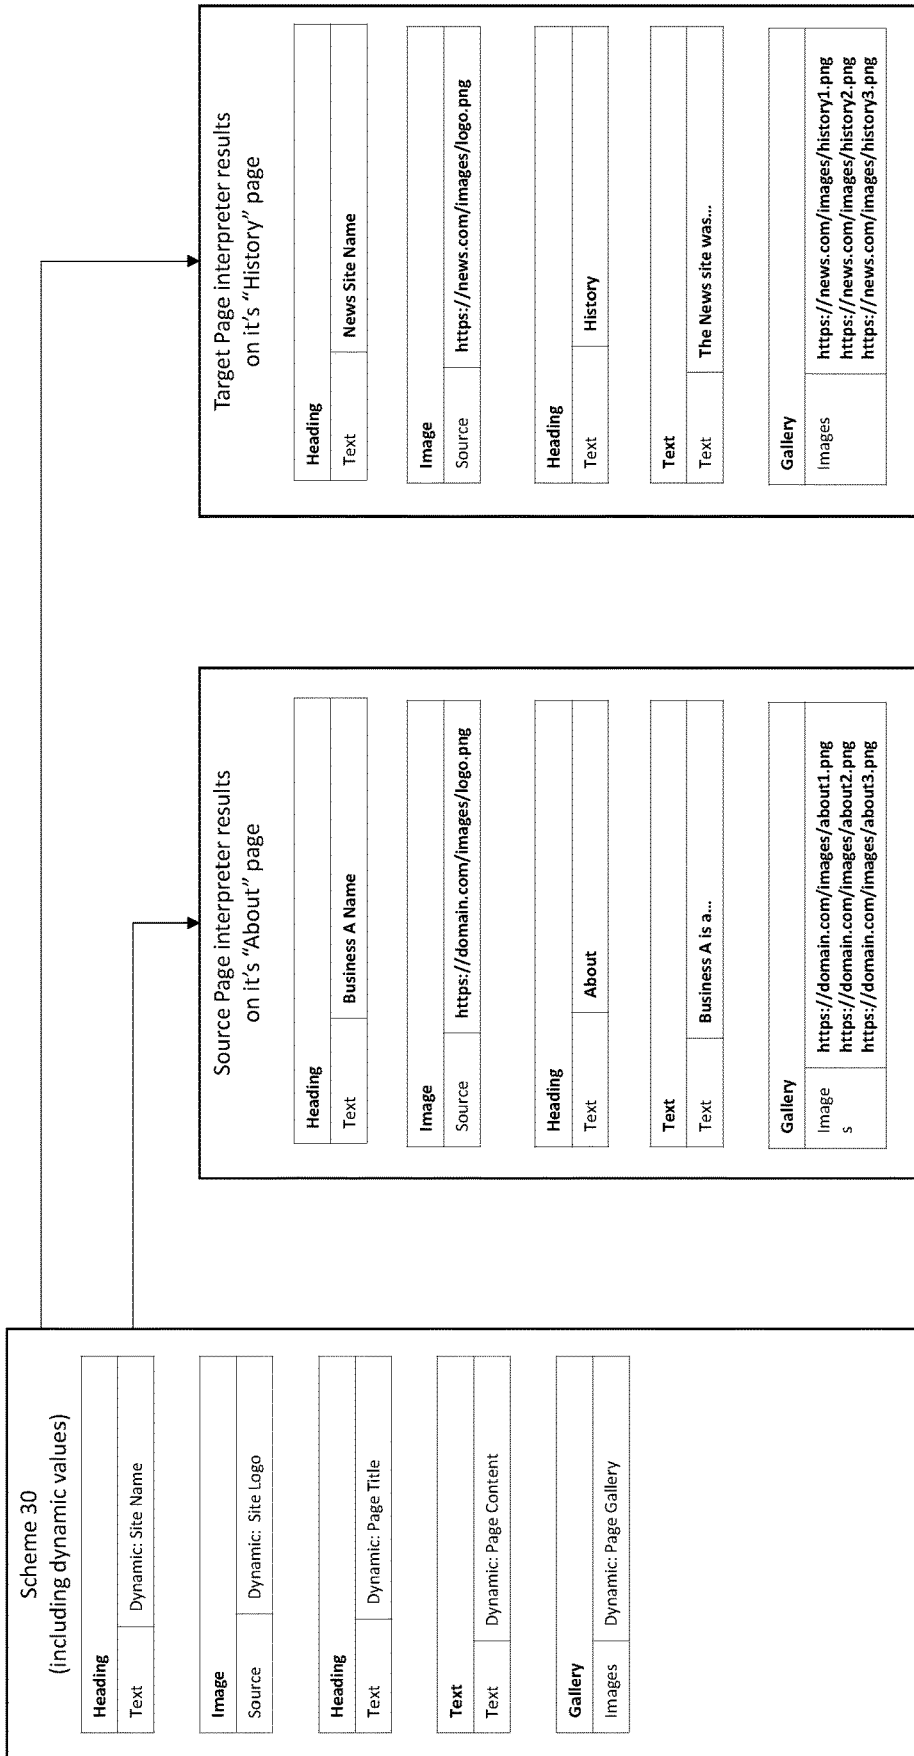 Scheme 30
(including dynamic values)
Heading
Text Dynamic: Site Name
Image
Source Dynamic: Site Logo
Heading
Text Dynamic: Page Title
Text
Text Dynamic: Page Content
Gallery
Images Dynamic: Page Gallery
Source Page interpreter results
on it's "About" page
Heading
Text Business A Name
Image
Source https://domain.com/images/logo.png
Heading
Text About
Text
Text Business A is a...
Gallery
Image https://domain.com/images/about1.png
s https://domain.com/images/about2.png
https://domain.com/images/about3.png
Target Page interpreter results
on it's "History" page
Heading
Text News Site Name
Image
Source https://news.com/images/logo.png
Heading
Text History
Text
Text The News site was...
Gallery
Images https://news.com/images/history1.png
https://news.com/images/history2.png
https://news.com/images/history3.png